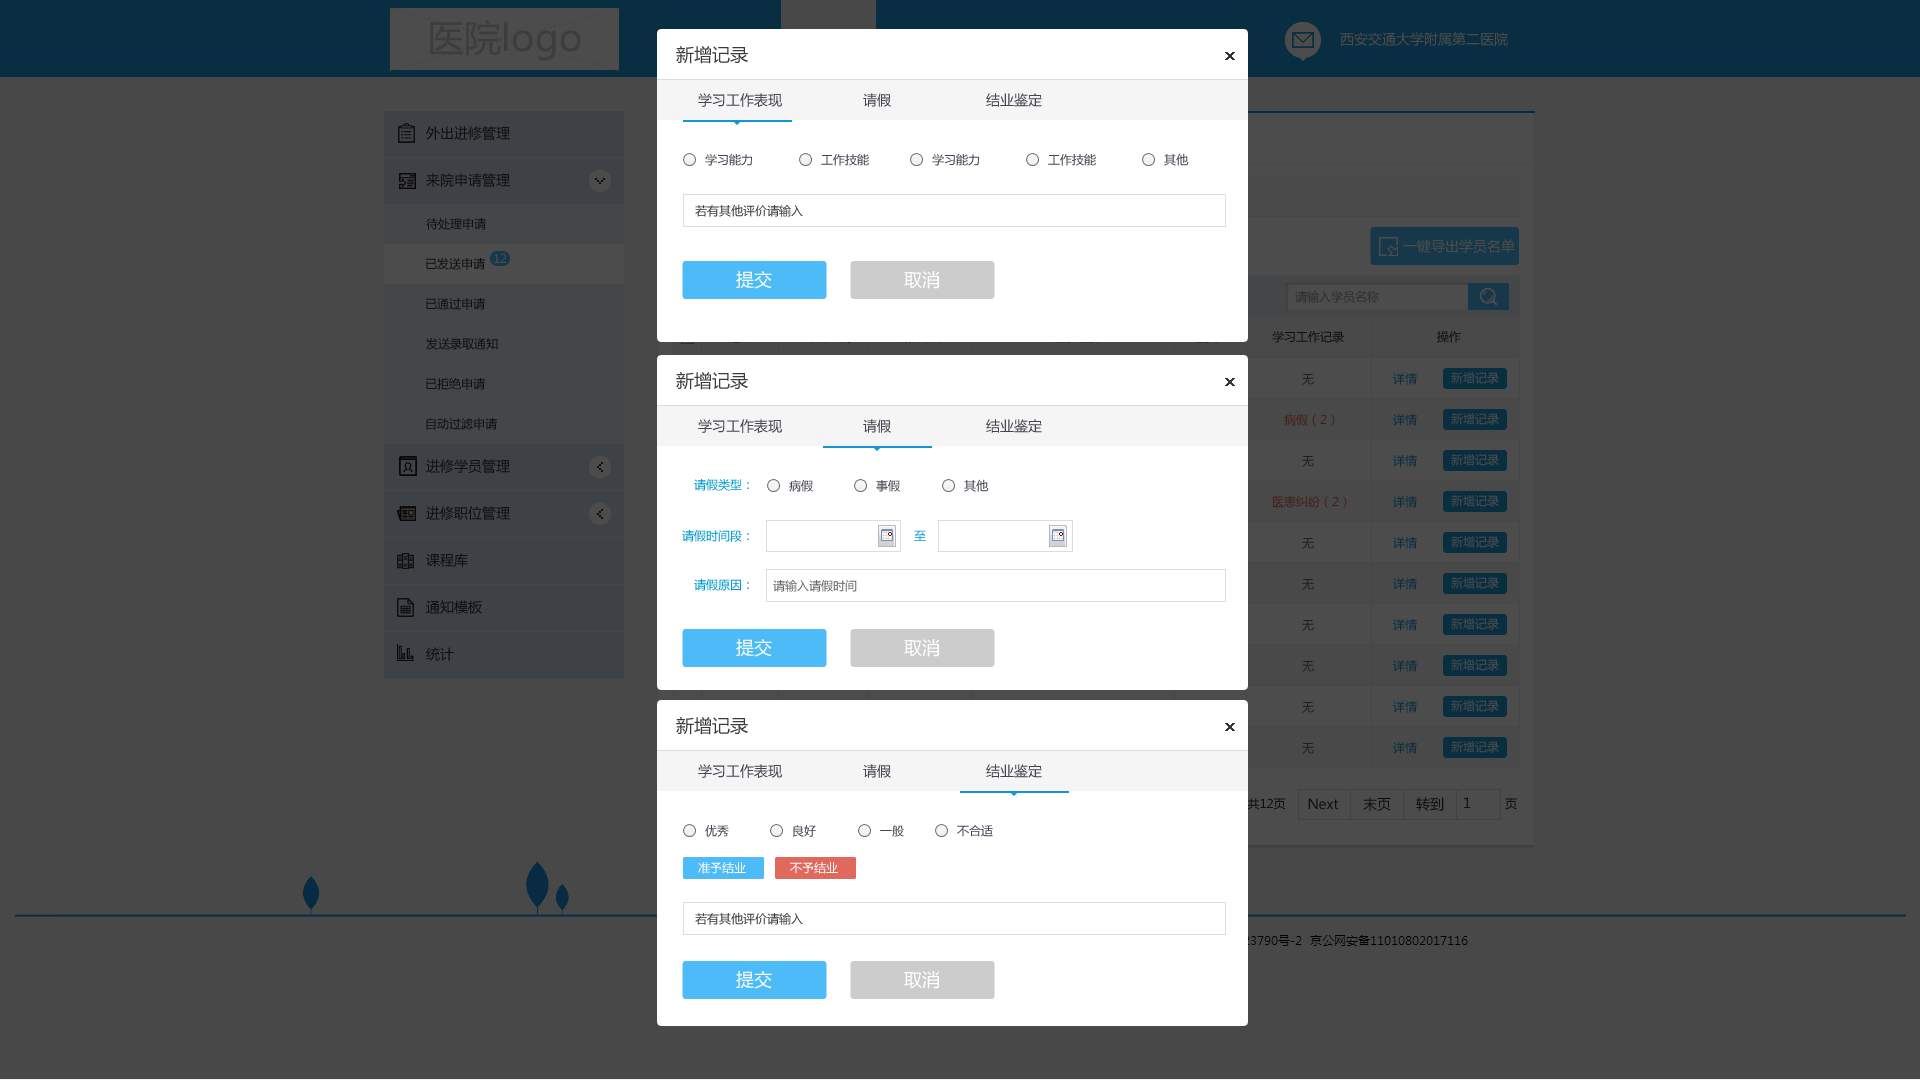 医院logo
西安交通大学附属第二医院
外出进修管理
来院申请管理
待处理申请
已发送申请 12
已通过申请
发送录取通知
已拒绝申请
自动过滤申请
进修学员管理
进修职位管理
课程库
通知模板
统计
新增记录
学习工作表现 请假 结业鉴定
学习能力 工作技能 学习能力 工作技能 其他
若有其他评价请输入
提交 取消
新增记录
学习工作表现 请假 结业鉴定
请假类型： 病假 事假 其他
请假时间段： 至
请假原因： 请输入请假时间
提交 取消
新增记录
学习工作表现 请假 结业鉴定
优秀 良好 一般 不合适
准予结业 不予结业
若有其他评价请输入
提交 取消
一键导出学员名单
请输入学员名称
学习工作记录 操作
无 详情 新增记录
病假（2） 详情 新增记录
无 详情 新增记录
医患纠纷（2） 详情 新增记录
无 详情 新增记录
无 详情 新增记录
无 详情 新增记录
无 详情 新增记录
无 详情 新增记录
无 详情 新增记录
共12页 Next 末页 转到 1 页
23790号-2 京公网安备11010802017116